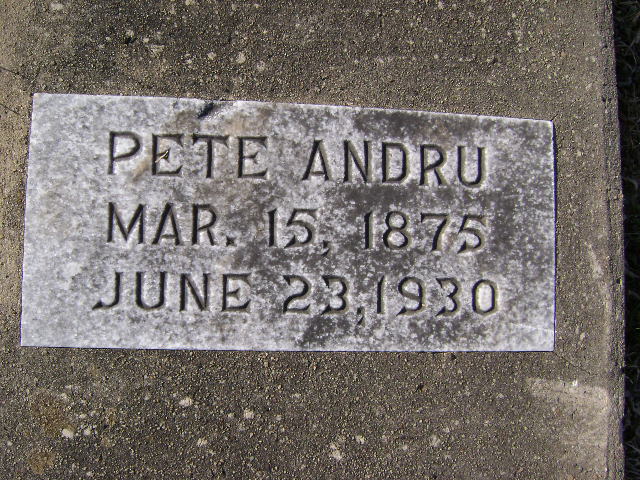 PETE ANDRU
MAR. 15, 1875
JUNE 23,1930